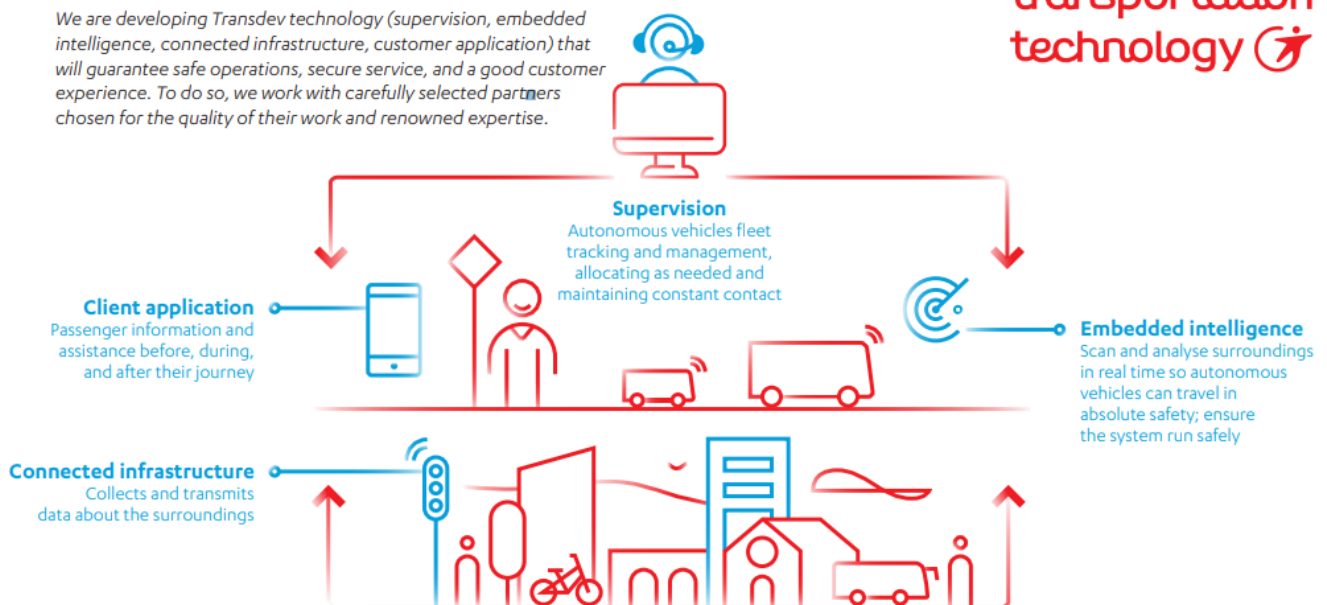 We are developing Transdev technology (supervision, embedded
intelligence, connected infrastructure, customer application) that
will guarantee safe operations, secure service, and a good customer
experience. To do so, we work with carefully selected partners
chosen for the quality of their work and renowned expertise.
transportation
technology
Supervision
Autonomous vehicles fleet
tracking and management,
allocating as needed and
maintaining constant contact
Client application
Passenger information and
assistance before, during,
and after their journey
Embedded intelligence
Scan and analyse surroundings
in real time so autonomous
vehicles can travel in
absolute safety; ensure
the system run safely
Connected infrastructure
Collects and transmits
data about the surroundings